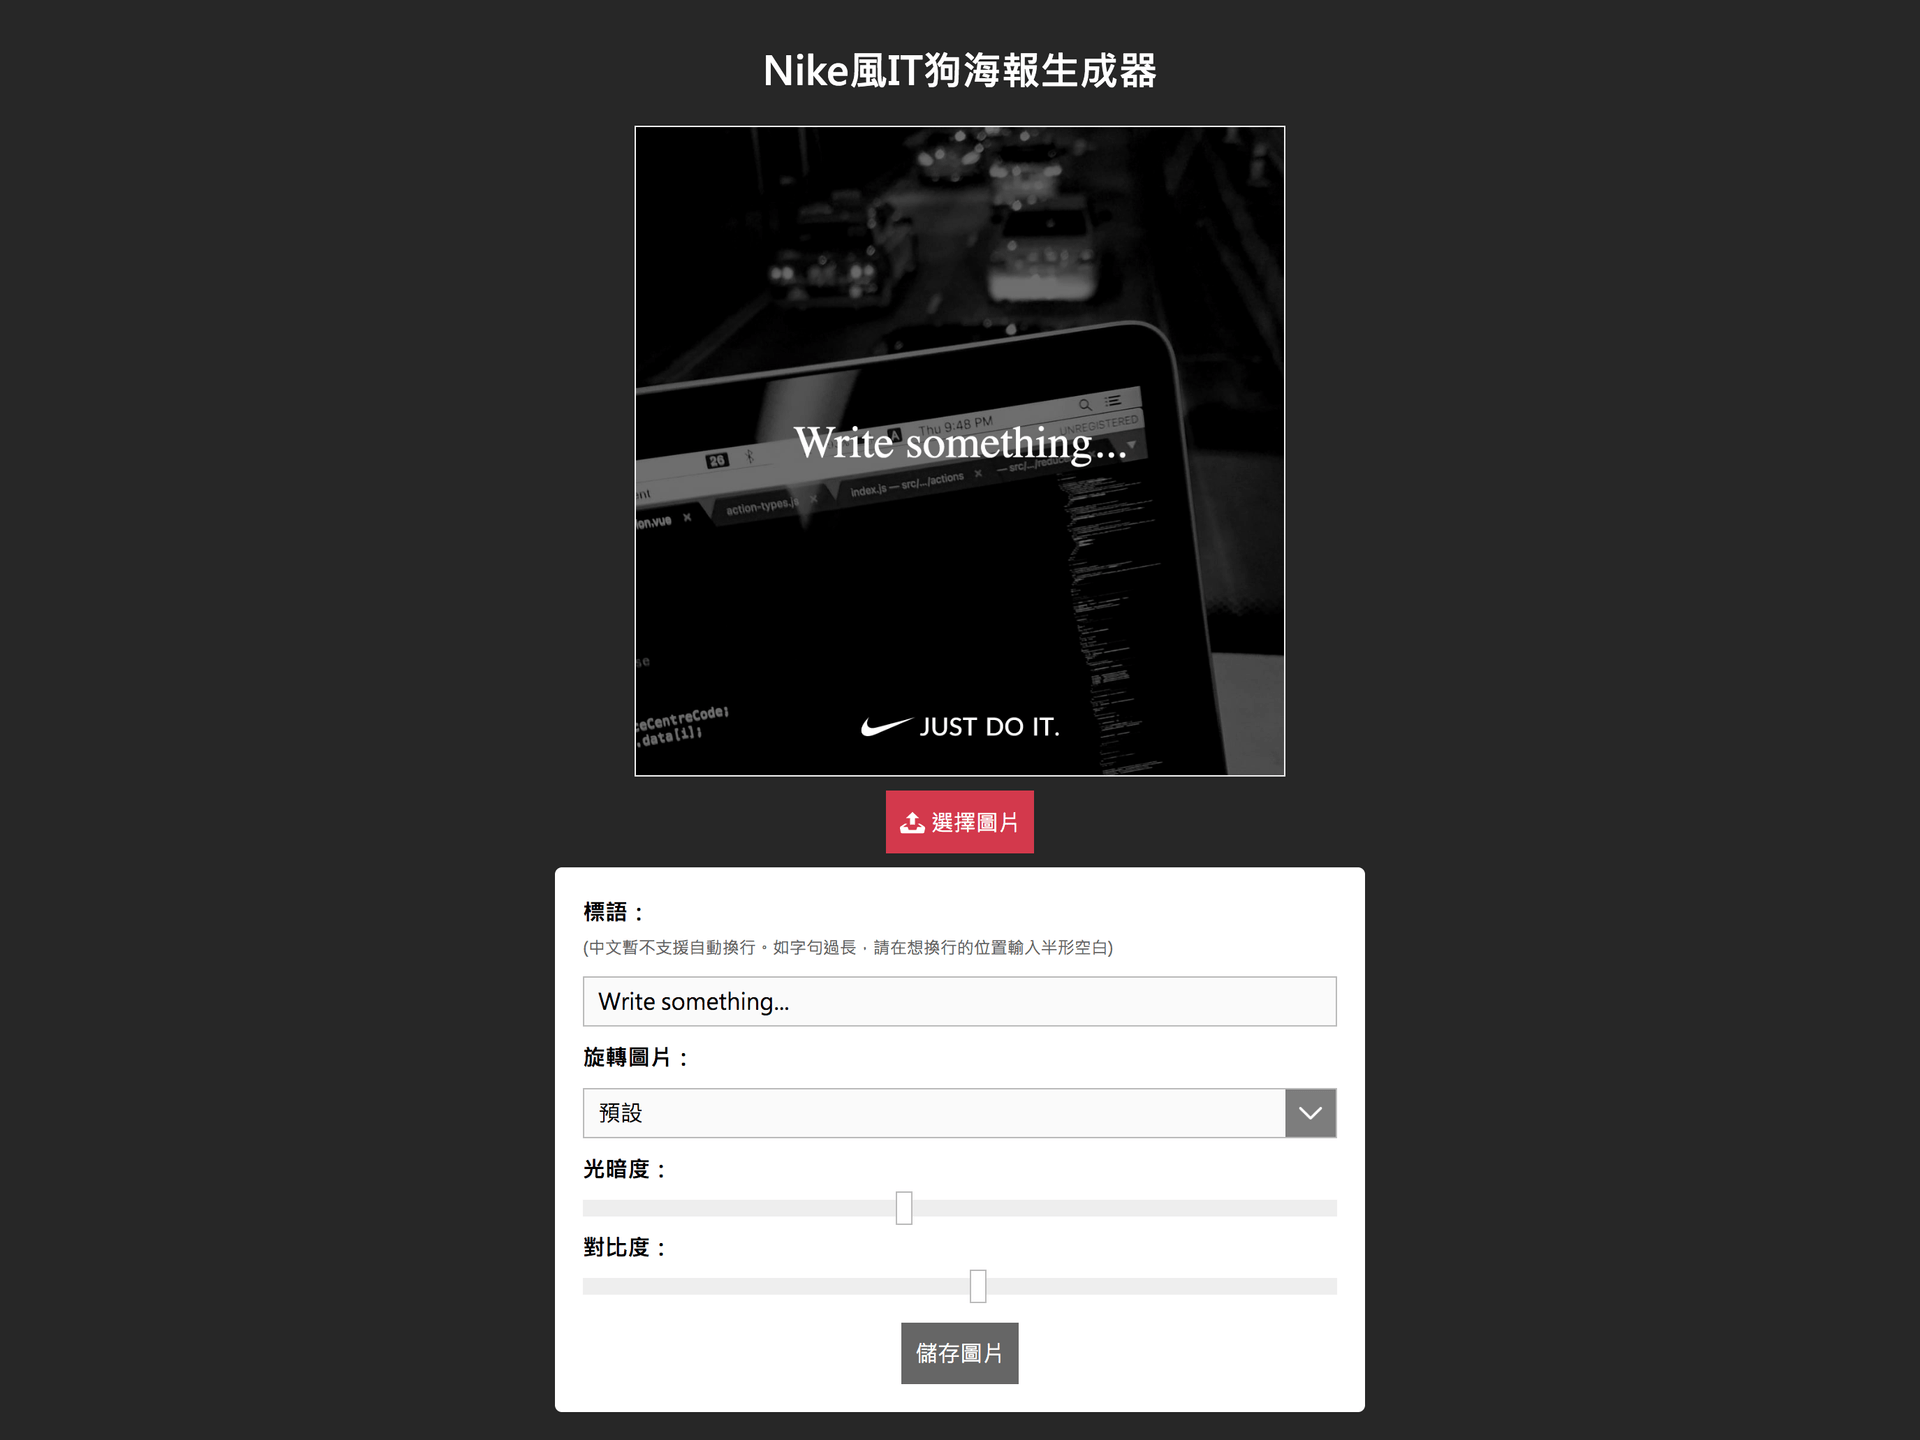 Nike風IT狗海報生成器
Thu 9:48 PM
UNREGISTERED
26
Write something...
ent
ion.vue
action-types.js
index.js — src/.../actions
— src/.../reduc
se
teCentreCode;
.data[i];
JUST DO IT.
選擇圖片
標語：
(中文暫不支援自動換行。如字句過長，請在想換行的位置輸入半形空白)
Write something...
旋轉圖片：
預設
光暗度：
對比度：
儲存圖片